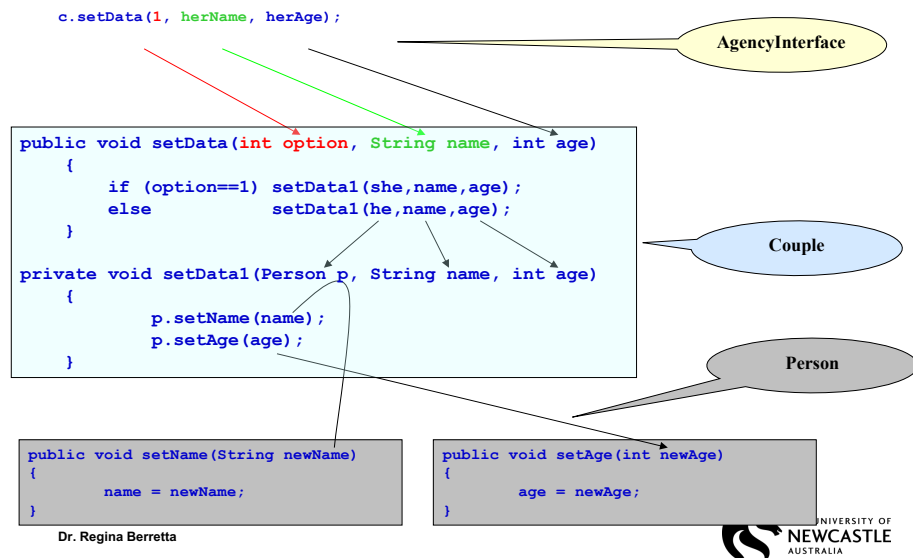 c.setData(1, herName, herAge);
AgencyInterface
public void setData(int option, String name, int age)
{
if (option==1) setData1(she,name,age);
else setData1(he,name,age);
}
Couple
private void setData1(Person p, String name, int age)
{
p.setName(name);
p.setAge(age);
}
Person
public void setName(String newName)
{
name = newName;
}
public void setAge(int newAge)
{
age = newAge;
}
Dr. Regina Berretta
UNIVERSITY OF
NEWCASTLE
AUSTRALIA